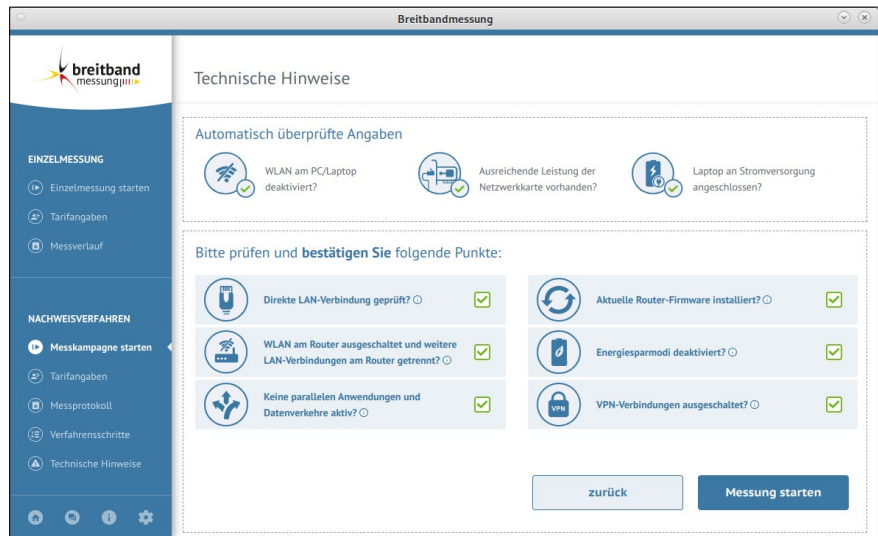 Breitbandmessung
breitband
messung
Technische Hinweise
EINZELMESSUNG
Einzelmessung starten
Tarifangaben
Messverlauf
NACHWEISVERFAHREN
Messkampagne starten
Tarifangaben
Messprotokoll
Verfahrensschritte
Technische Hinweise
Automatisch überprüfte Angaben
WLAN am PC/Laptop
deaktiviert?
Ausreichende Leistung der
Netzwerkkarte vorhanden?
Laptop an Stromversorgung
angeschlossen?
Bitte prüfen und bestätigen Sie folgende Punkte:
Direkte LAN-Verbindung geprüft?
Aktuelle Router-Firmware installiert?
WLAN am Router ausgeschaltet und weitere
LAN-Verbindungen am Router getrennt?
Energiesparmodi deaktiviert?
Keine parallelen Anwendungen und
Datenverkehre aktiv?
VPN
VPN-Verbindungen ausgeschaltet?
zurück
Messung starten